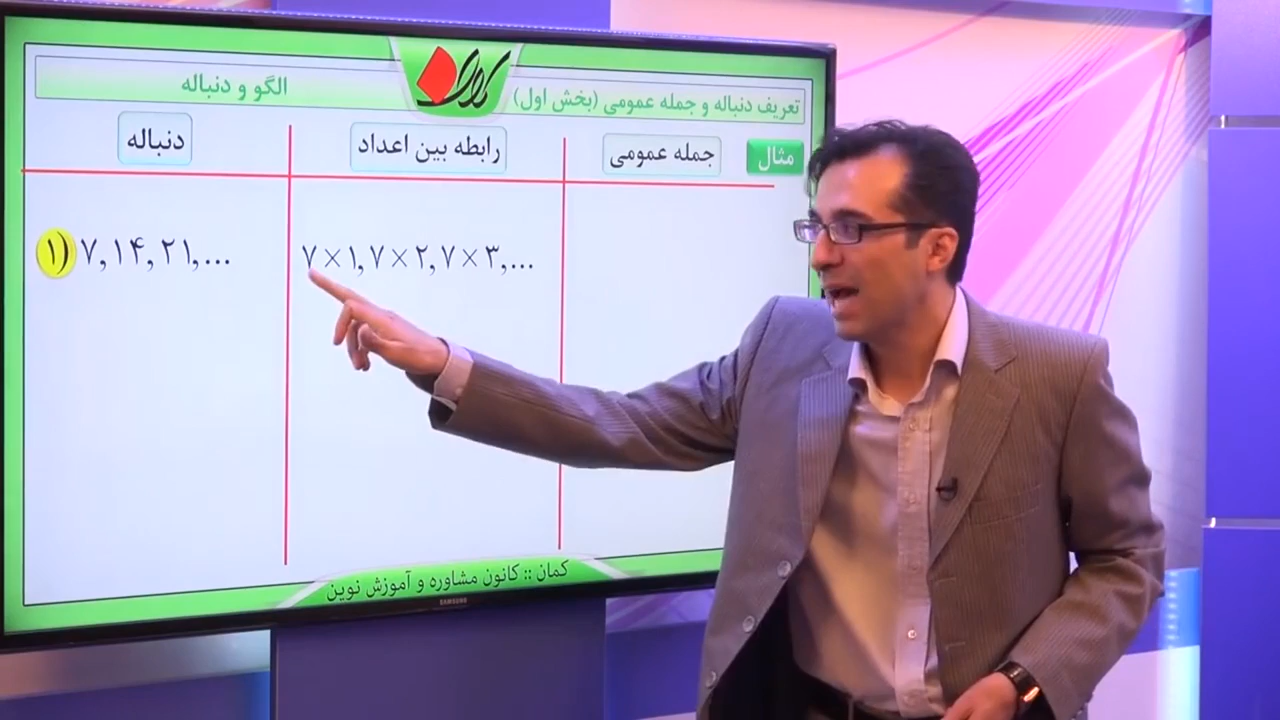 تعریف دنباله و جمله عمومی (بخش اول)
الگو و دنباله
مثال
جمله عمومی
رابطه بین اعداد
دنباله
۱) ۷,۱۴,۲۱,...
۷×۱,۷×۲,۷×۳,...
کمان :: کانون مشاوره و آموزش نوین
SAMSUNG